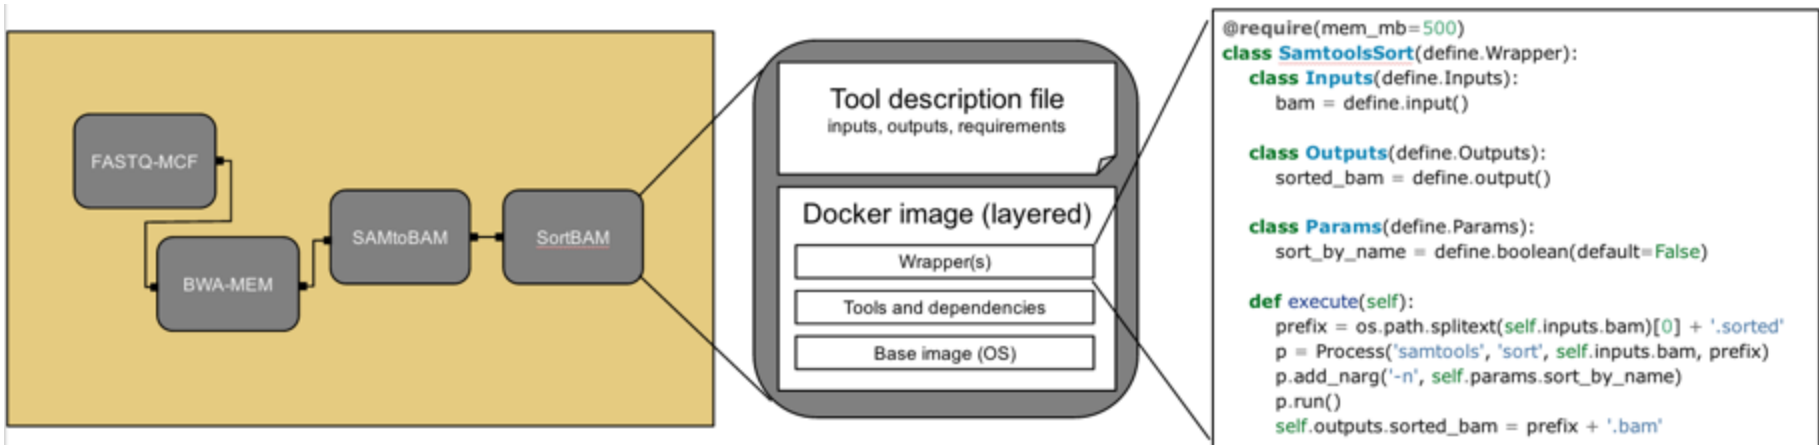 FASTQ-MCF
BWA-MEM
SAMtoBAM
SortBAM
Tool description file
inputs, outputs, requirements
Docker image (layered)
Wrapper(s)
Tools and dependencies
Base image (OS)
@require(mem_mb=500)
class SamtoolsSort(define.Wrapper):
class Inputs(define.Inputs):
bam = define.input()
class Outputs(define.Outputs):
sorted_bam = define.output()
class Params(define.Params):
sort_by_name = define.boolean(default=False)
def execute(self):
prefix = os.path.splitext(self.inputs.bam)[0] + '.sorted'
p = Process('samtools', 'sort', self.inputs.bam, prefix)
p.add_narg('-n', self.params.sort_by_name)
p.run()
self.outputs.sorted_bam = prefix + '.bam'